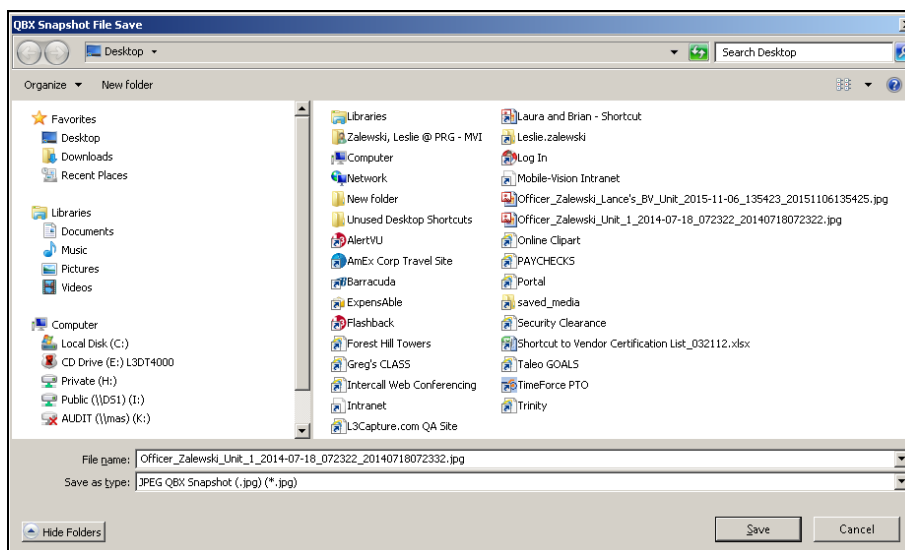 QBX Snapshot File Save
Desktop
Search Desktop
Organize
New folder
Favorites
Desktop
Downloads
Recent Places
Libraries
Documents
Music
Pictures
Videos
Computer
Local Disk (C:)
CD Drive (E:) L3DT4000
Private (H:)
Public (\\DS1) (I:)
AUDIT (\\mas) (K:)
Libraries
Zalewski, Leslie @ PRG - MVI
Computer
Network
New folder
Unused Desktop Shortcuts
AlertVU
AmEx Corp Travel Site
Barracuda
ExpensAble
Flashback
Forest Hill Towers
Greg's CLASS
Intercall Web Conferencing
Intranet
L3Capture.com QA Site
Laura and Brian - Shortcut
Leslie.zalewski
Log In
Mobile-Vision Intranet
Officer_Zalewski_Lance's_BV_Unit_2015-11-06_135423_20151106135425.jpg
Officer_Zalewski_Unit_1_2014-07-18_072322_20140718072322.jpg
Online Clipart
PAYCHECKS
Portal
saved_media
Security Clearance
Shortcut to Vendor Certification List_032112.xlsx
Taleo GOALS
TimeForce PTO
Trinity
File name: Officer_Zalewski_Unit_1_2014-07-18_072322_20140718072332.jpg
Save as type: JPEG QBX Snapshot (.jpg) (*.jpg)
Hide Folders
Save
Cancel